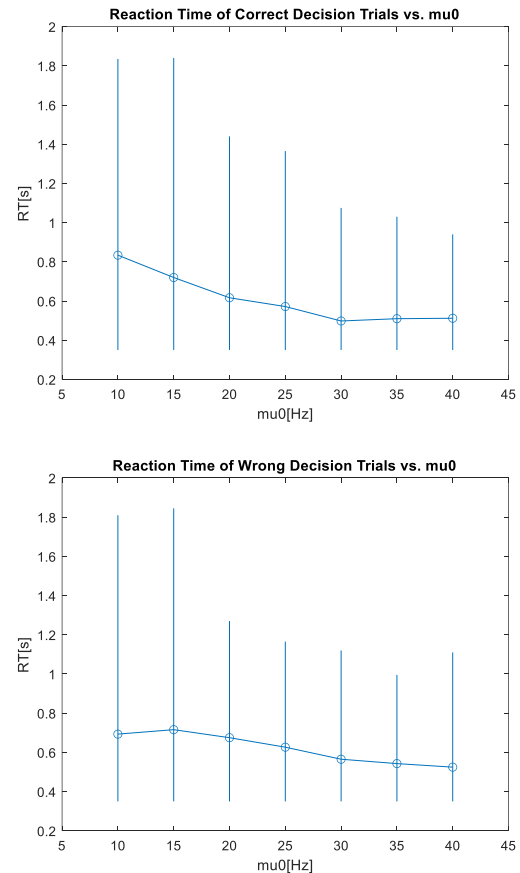 Reaction Time of Correct Decision Trials vs. mu0
2
1.8
1.6
1.4
1.2
1
0.8
0.6
0.4
0.2
RT[s]
5 10 15 20 25 30 35 40 45
mu0[Hz]
Reaction Time of Wrong Decision Trials vs. mu0
2
1.8
1.6
1.4
1.2
1
0.8
0.6
0.4
0.2
RT[s]
5 10 15 20 25 30 35 40 45
mu0[Hz]